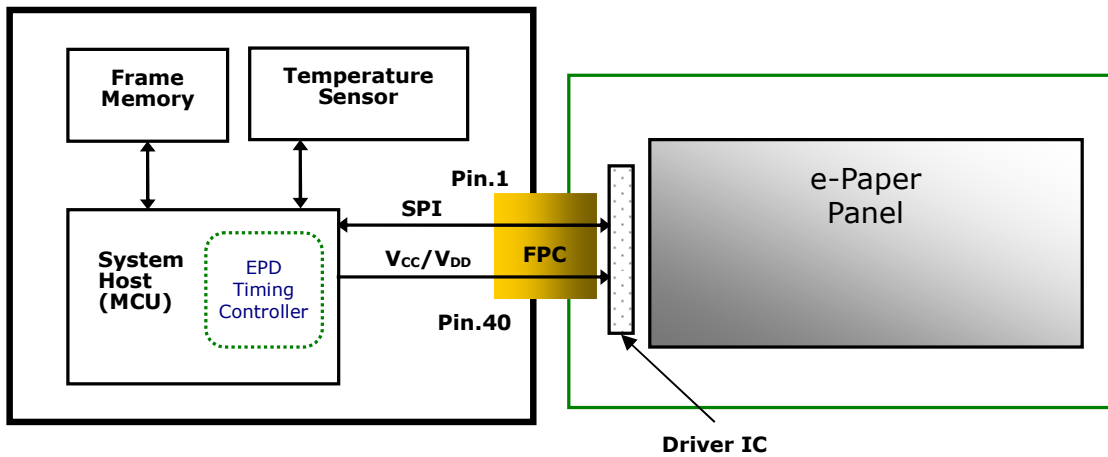 Frame
Memory
Temperature
Sensor
Pin.1
SPI
System
Host
(MCU)
EPD
Timing
Controller
VCC/VDD
FPC
Pin.40
e-Paper
Panel
Driver IC